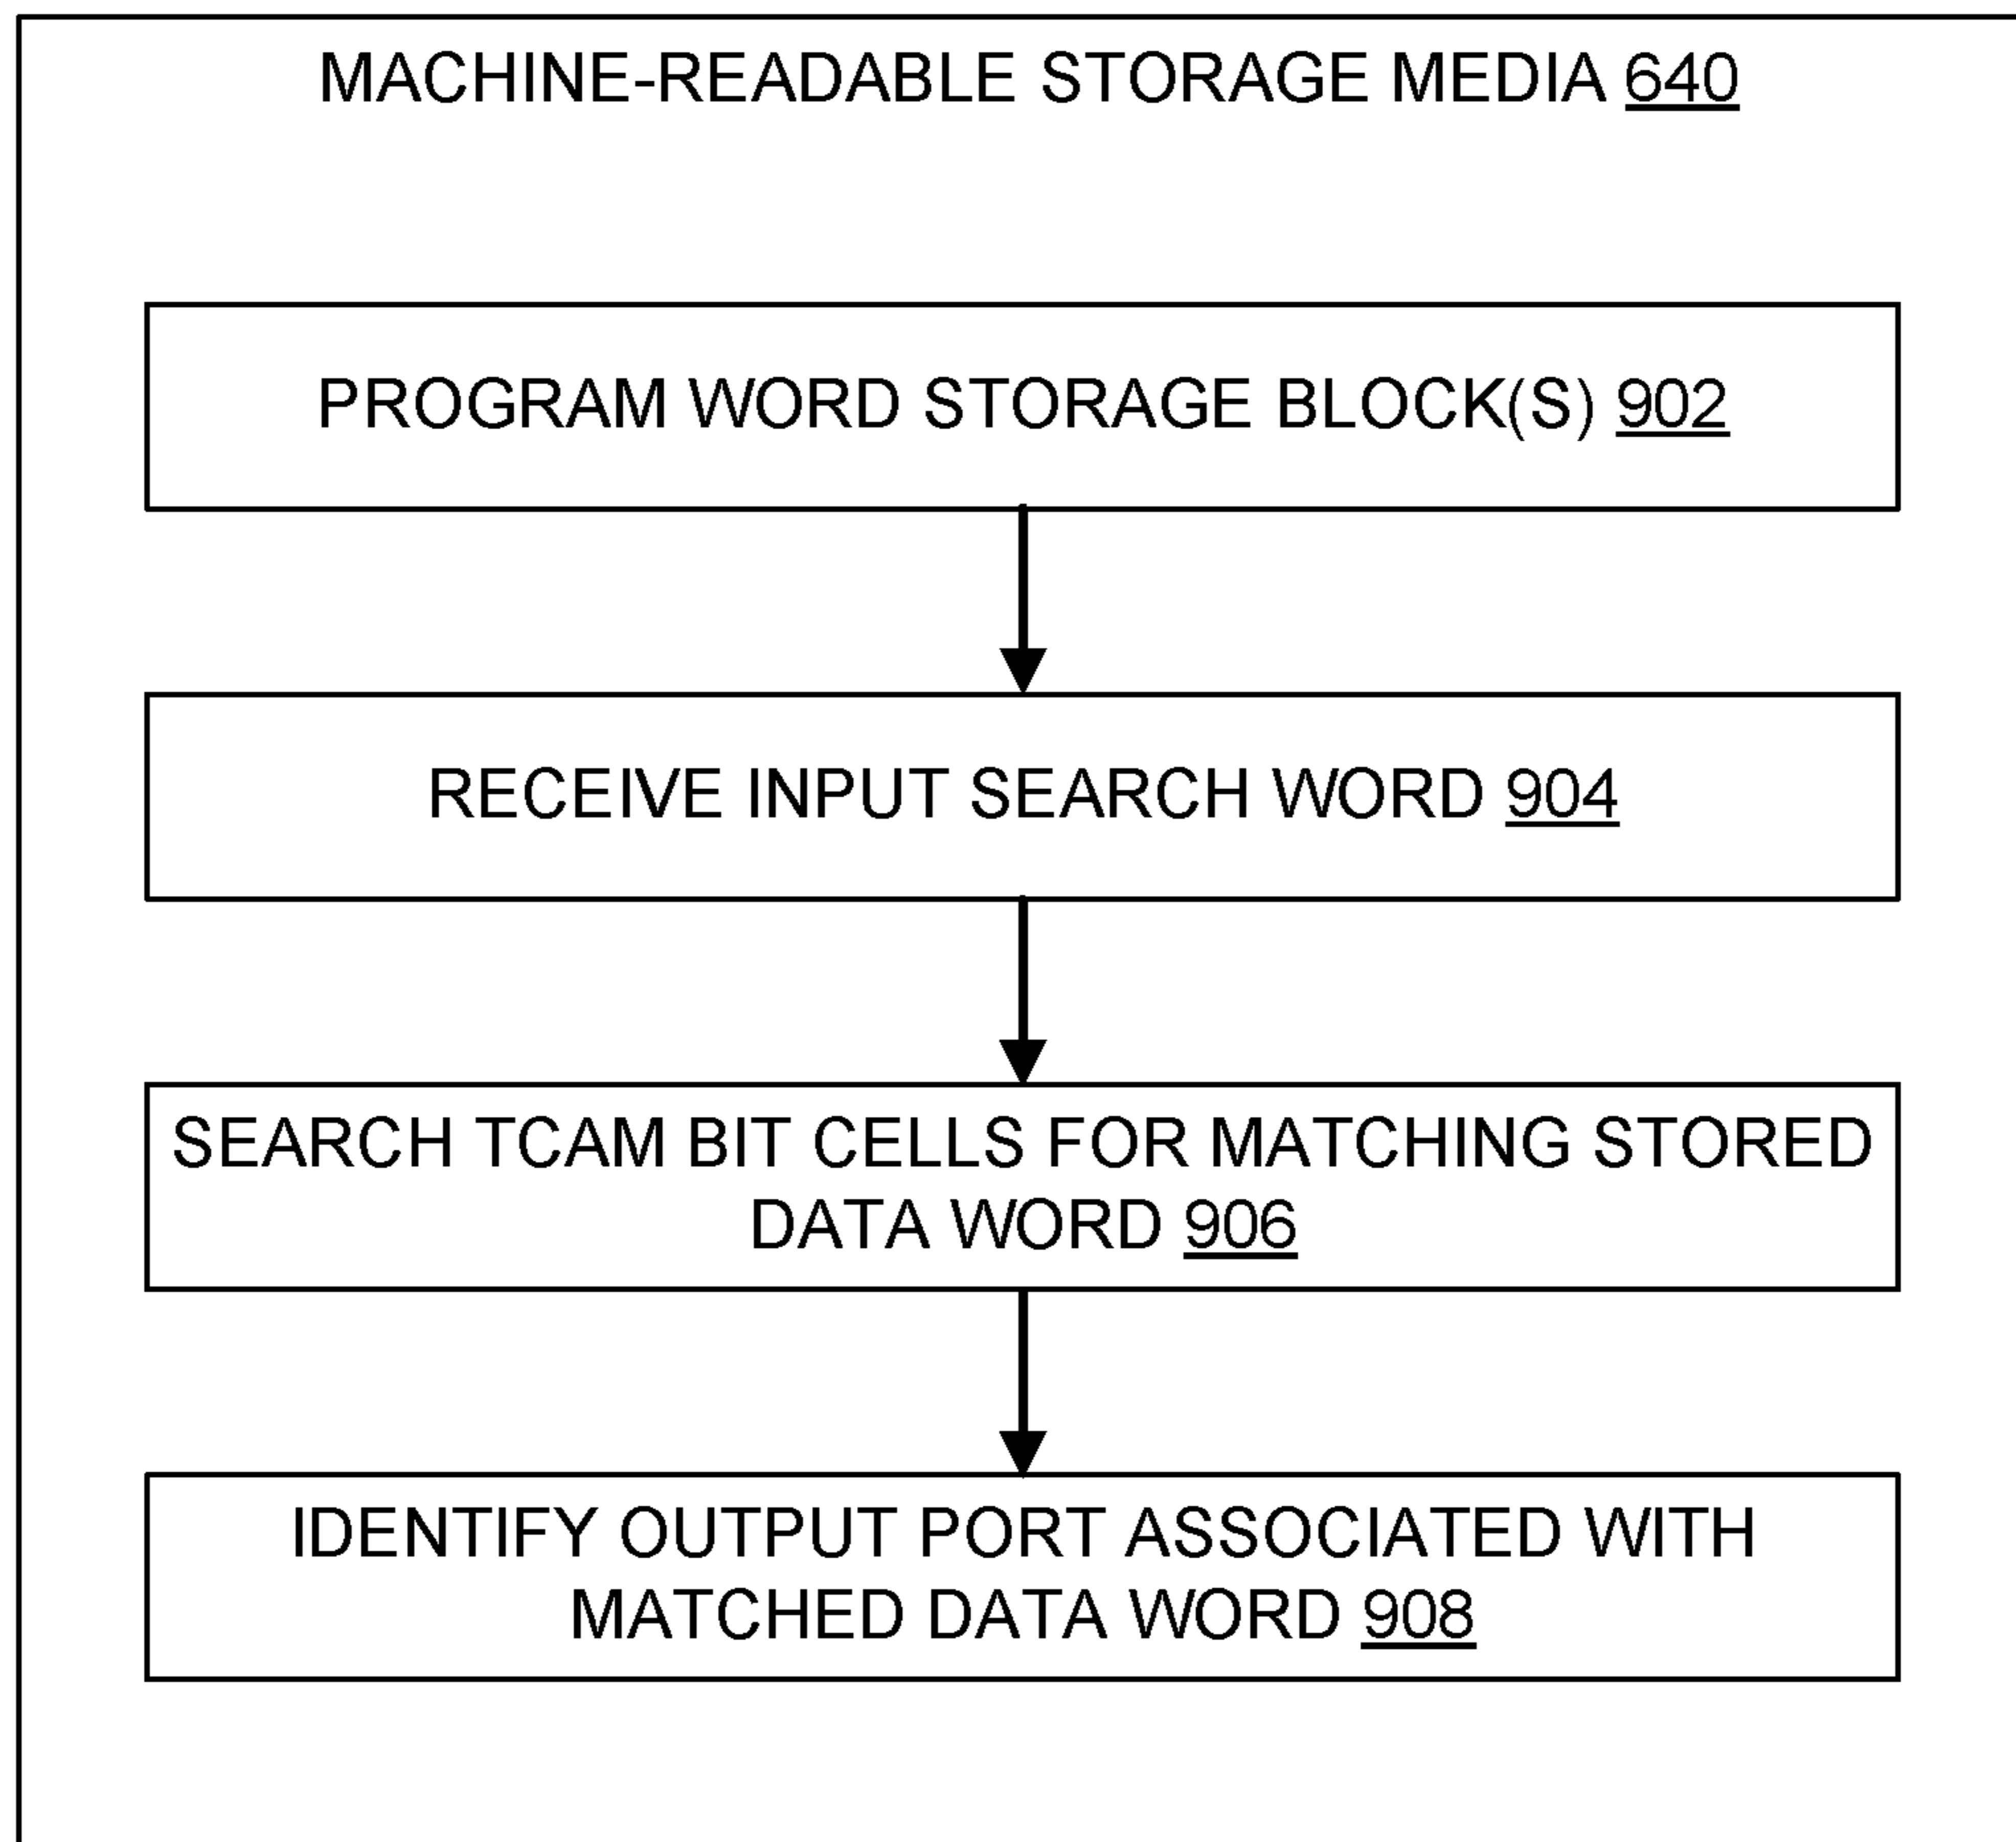 MACHINE-READABLE STORAGE MEDIA 640
PROGRAM WORD STORAGE BLOCK(S) 902
RECEIVE INPUT SEARCH WORD 904
SEARCH TCAM BIT CELLS FOR MATCHING STORED
DATA WORD 906
IDENTIFY OUTPUT PORT ASSOCIATED WITH
MATCHED DATA WORD 908